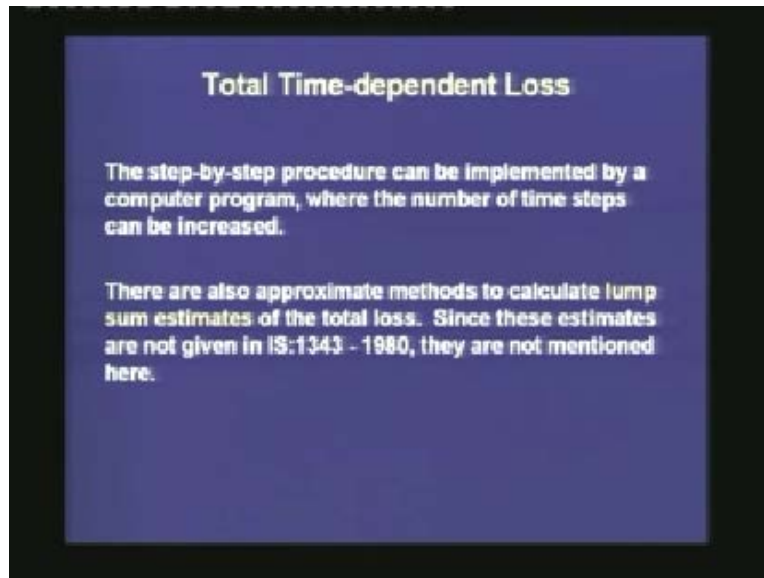 Total Time-dependent Loss
The step-by-step procedure can be implemented by a
computer program, where the number of time steps
can be increased.
There are also approximate methods to calculate lump
sum estimates of the total loss. Since these estimates
are not given in IS:1343 - 1980, they are not mentioned
here.